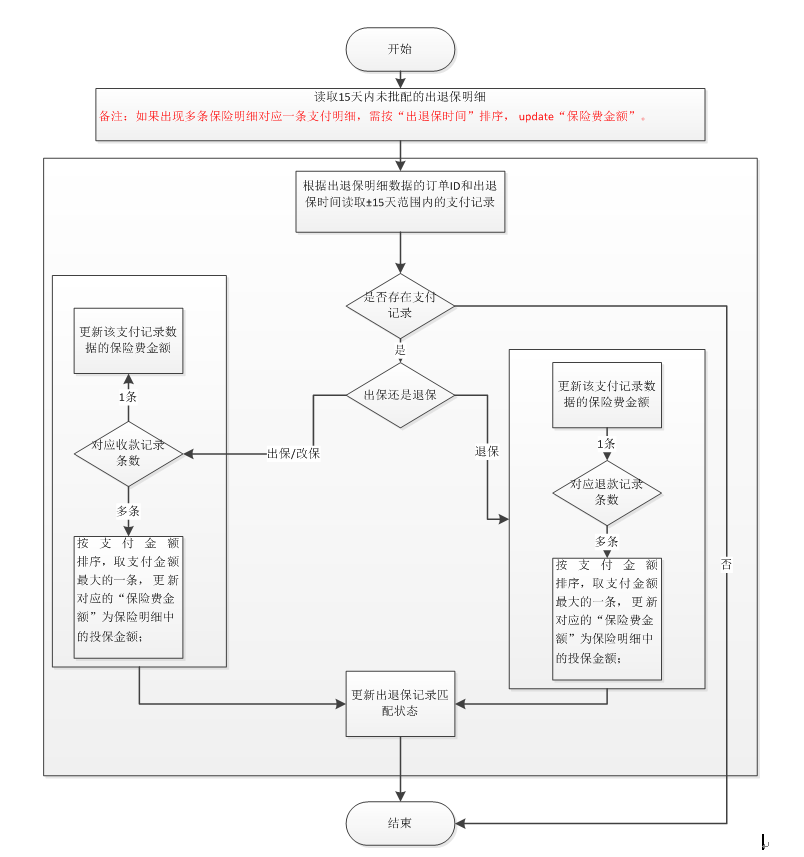 开始
读取15天内未批配的出退保明细
备注：如果出现多条保险明细对应一条支付明细，需按“出退保时间”排序， update“保险费金额”。
根据出退保明细数据的订单ID和出退
保时间读取±15天范围内的支付记录
是否存在支付
记录
是
出保还是退保
出保/改保
退保
否
更新该支付记录数
据的保险费金额
1条
对应收款记录
条数
多条
按支付金额
排序，取支付金额
最大的一条，更新
对应的“保险费金
额”为保险明细中
的投保金额；
更新该支付记录数
据的保险费金额
1条
对应退款记录
条数
多条
按支付金额
排序，取支付金额
最大的一条，更新
对应的“保险费金
额”为保险明细中
的投保金额；
更新出退保记录匹
配状态
结束